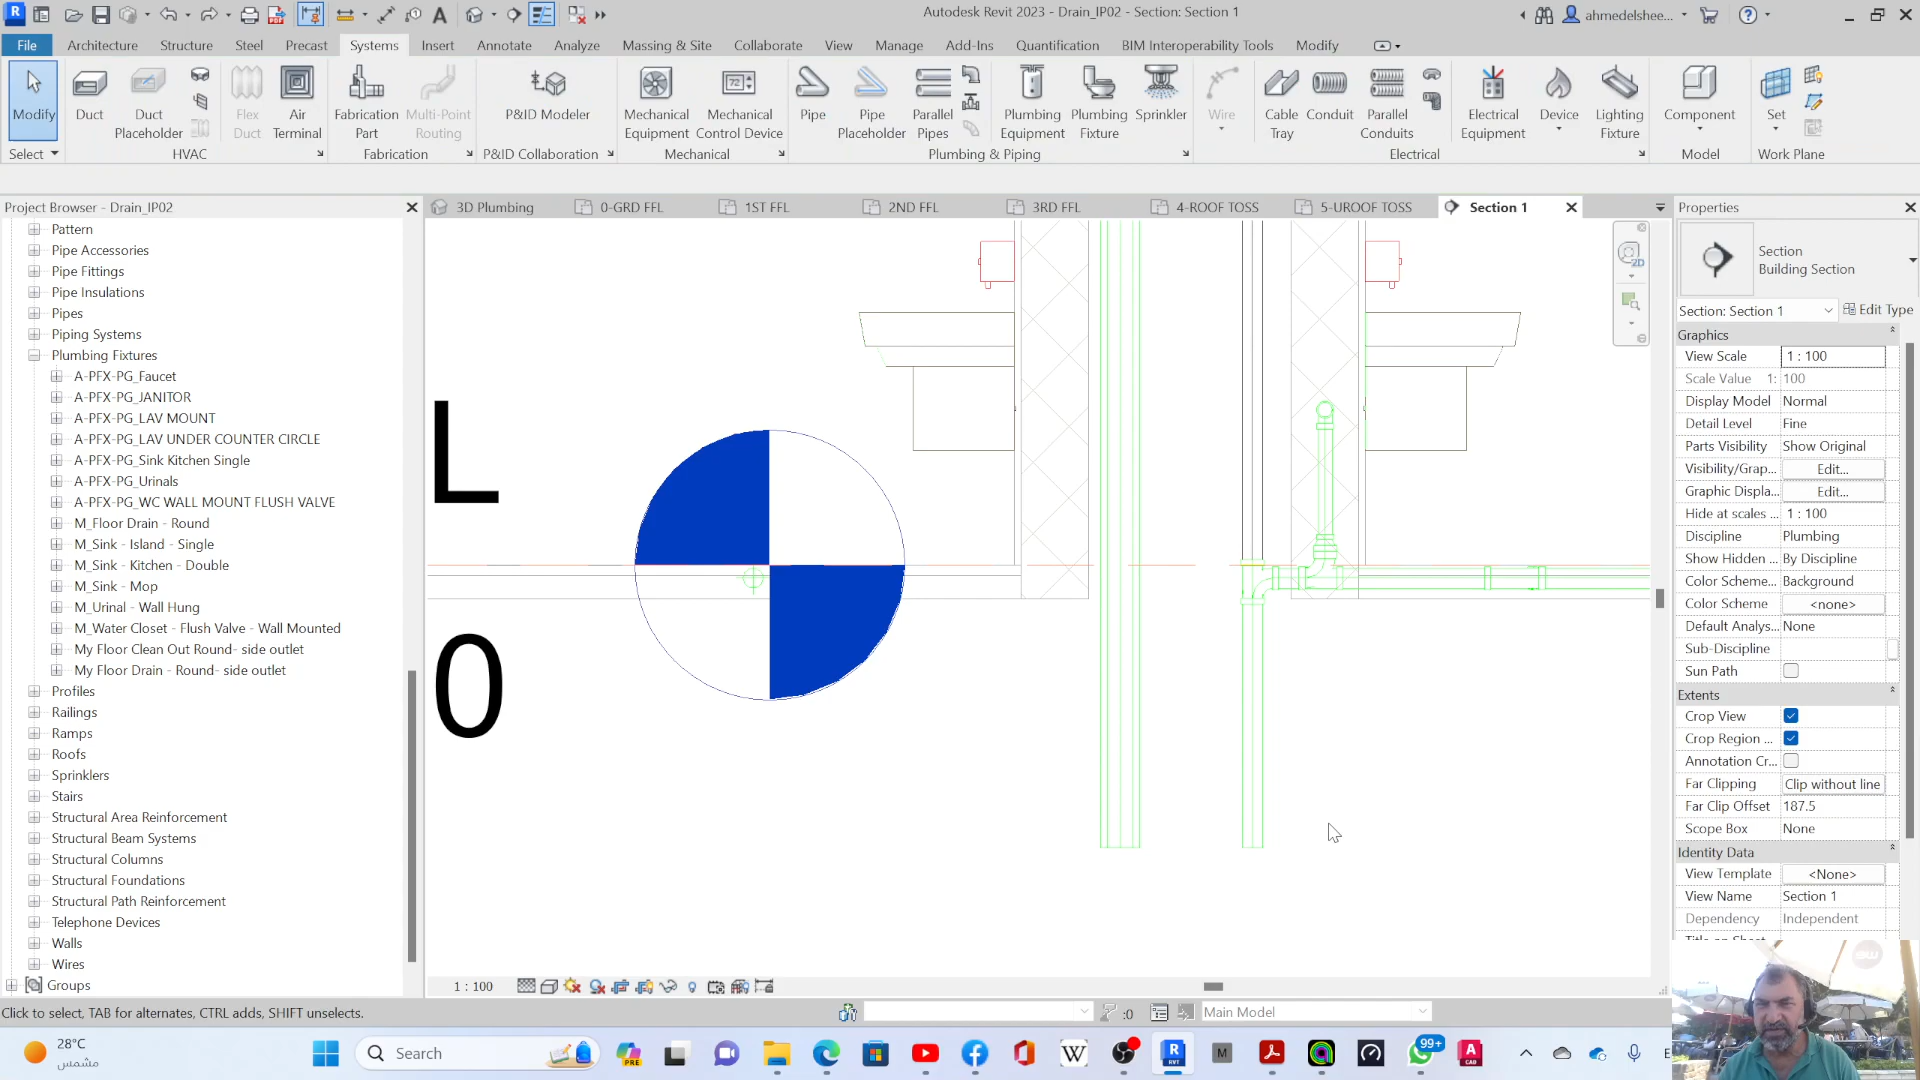 Autodesk Revit 2023 - Drain_IP02 - Section: Section 1
ahmedelshee...
File Architecture Structure Steel Precast Systems Insert Annotate Analyze Massing & Site Collaborate View Manage Add-Ins Quantification BIM Interoperability Tools Modify
Modify
Duct
Duct Placeholder
Flex Duct
Air Terminal
Fabrication Part
Multi-Point Routing
P&ID Modeler
Mechanical Equipment
Mechanical Control Device
Pipe
Pipe Placeholder
Parallel Pipes
Plumbing Equipment
Plumbing Fixture
Sprinkler
Wire
Cable Tray
Conduit
Parallel Conduits
Electrical Equipment
Device
Lighting Fixture
Component
Set
Select HVAC Fabrication P&ID Collaboration Mechanical Plumbing & Piping Electrical Model Work Plane
Project Browser - Drain_IP02
Pattern
Pipe Accessories
Pipe Fittings
Pipe Insulations
Pipes
Piping Systems
Plumbing Fixtures
A-PFX-PG_Faucet
A-PFX-PG_JANITOR
A-PFX-PG_LAV MOUNT
A-PFX-PG_LAV UNDER COUNTER CIRCLE
A-PFX-PG_Sink Kitchen Single
A-PFX-PG_Urinals
A-PFX-PG_WC WALL MOUNT FLUSH VALVE
M_Floor Drain - Round
M_Sink - Island - Single
M_Sink - Kitchen - Double
M_Sink - Mop
M_Urinal - Wall Hung
M_Water Closet - Flush Valve - Wall Mounted
My Floor Clean Out Round- side outlet
My Floor Drain - Round- side outlet
Profiles
Railings
Ramps
Roofs
Sprinklers
Stairs
Structural Area Reinforcement
Structural Beam Systems
Structural Columns
Structural Foundations
Structural Path Reinforcement
Telephone Devices
Walls
Wires
Groups
3D Plumbing 0-GRD FFL 1ST FFL 2ND FFL 3RD FFL 4-ROOF TOSS 5-UROOF TOSS Section 1
L
0
2D
1 : 100
Properties
Section
Building Section
Section: Section 1 Edit Type
Graphics
View Scale 1 : 100
Scale Value 1: 100
Display Model Normal
Detail Level Fine
Parts Visibility Show Original
Visibility/Grap... Edit...
Graphic Displa... Edit...
Hide at scales ... 1 : 100
Discipline Plumbing
Show Hidden ... By Discipline
Color Scheme... Background
Color Scheme <none>
Default Analys... None
Sub-Discipline
Sun Path
Extents
Crop View
Crop Region ...
Annotation Cr...
Far Clipping Clip without line
Far Clip Offset 187.5
Scope Box None
Identity Data
View Template <None>
View Name Section 1
Dependency Independent
Click to select, TAB for alternates, CTRL adds, SHIFT unselects.
:0
Main Model
28°C
مشمس
Search
PRE
99+